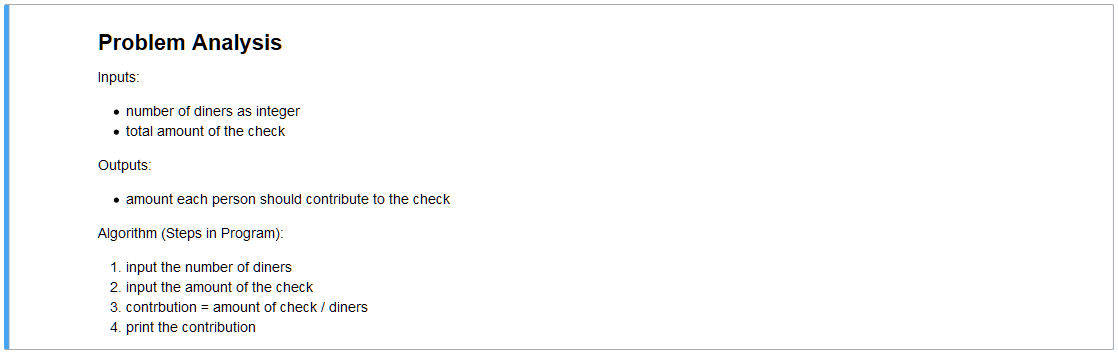 Problem Analysis
Inputs:
• number of diners as integer
• total amount of the check
Outputs:
• amount each person should contribute to the check
Algorithm (Steps in Program):
1. input the number of diners
2. input the amount of the check
3. contrbution = amount of check / diners
4. print the contribution